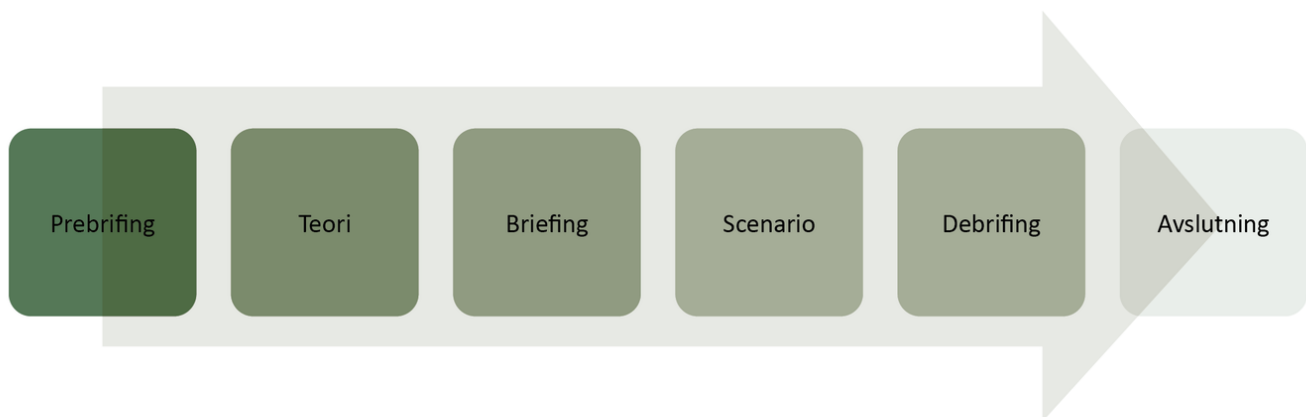 Prebrifing
Teori
Briefing
Scenario
Debrifing
Avslutning